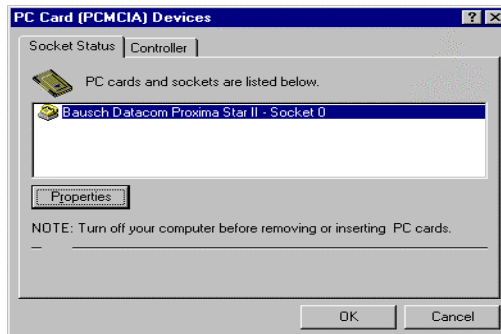 PC Card (PCMCIA) Devices
Socket Status
Controller
PC cards and sockets are listed below.
Bausch Datacom Proxima Star II - Socket 0
Properties
NOTE: Turn off your computer before removing or inserting PC cards.
OK
Cancel